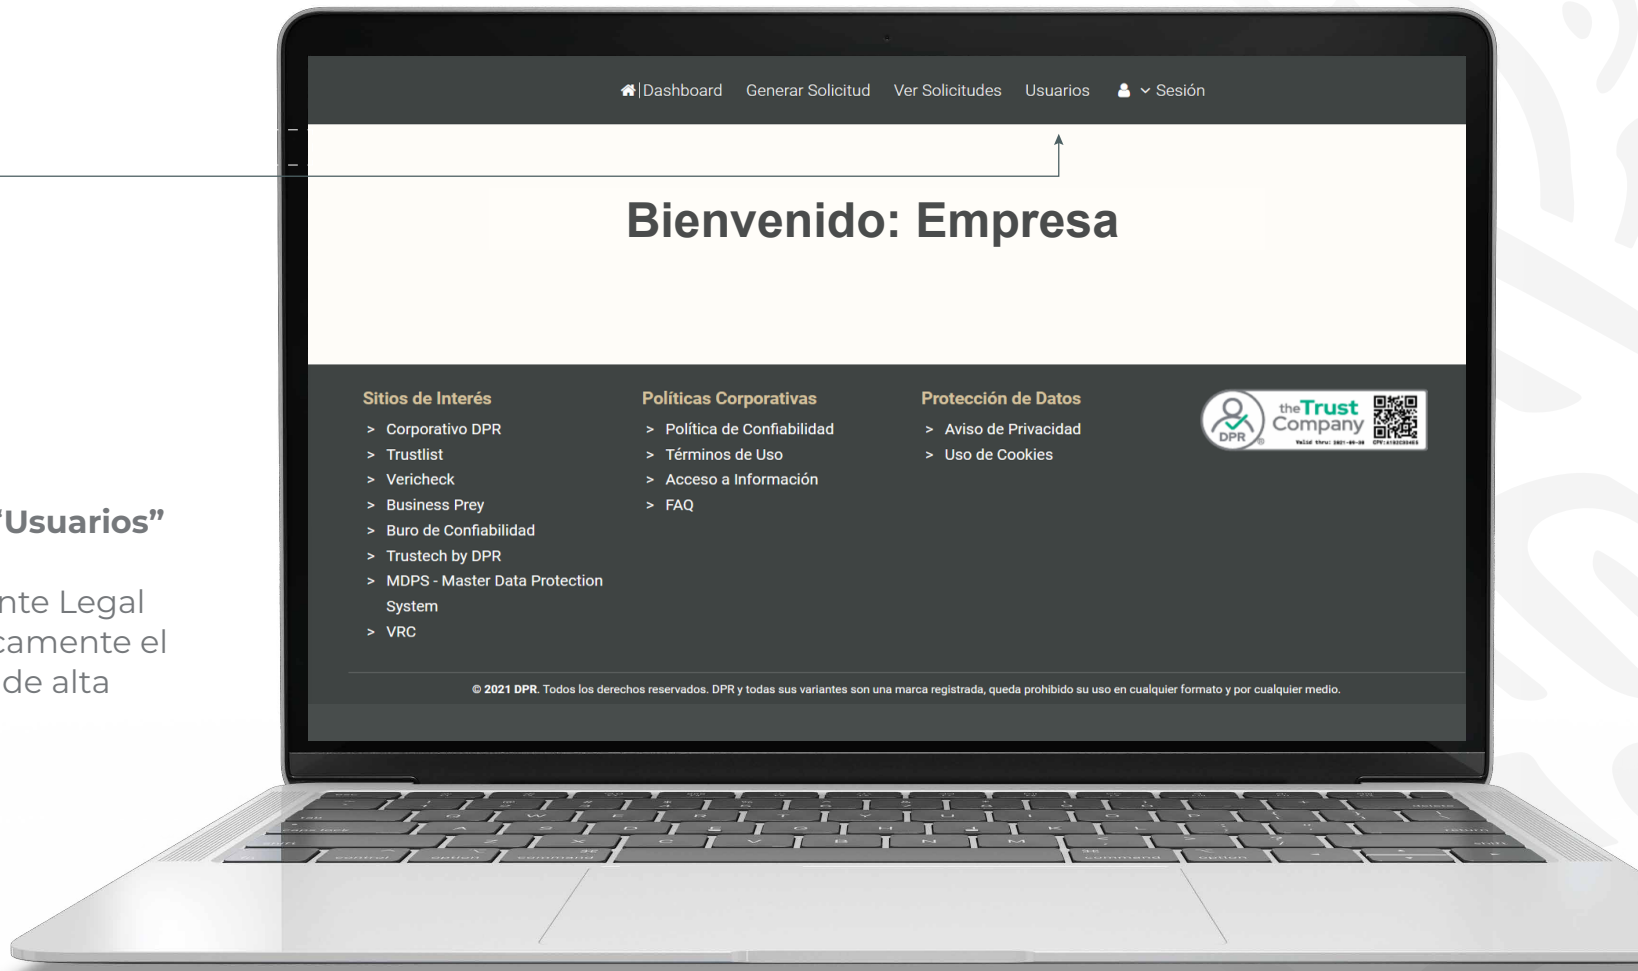 Dashboard Generar Solicitud Ver Solicitudes Usuarios Sesión
Bienvenido: Empresa
“Usuarios”
nte Legal
camente el
de alta
Sitios de Interés
> Corporativo DPR
> Trustlist
> Vericheck
> Business Prey
> Buro de Confiabilidad
> Trustech by DPR
> MDPS - Master Data Protection
System
> VRC
Políticas Corporativas
> Política de Confiabilidad
> Términos de Uso
> Acceso a Información
> FAQ
Protección de Datos
> Aviso de Privacidad
> Uso de Cookies
DPR ®
the Trust
Company
© 2021 DPR. Todos los derechos reservados. DPR y todas sus variantes son una marca registrada, queda prohibido su uso en cualquier formato y por cualquier medio.